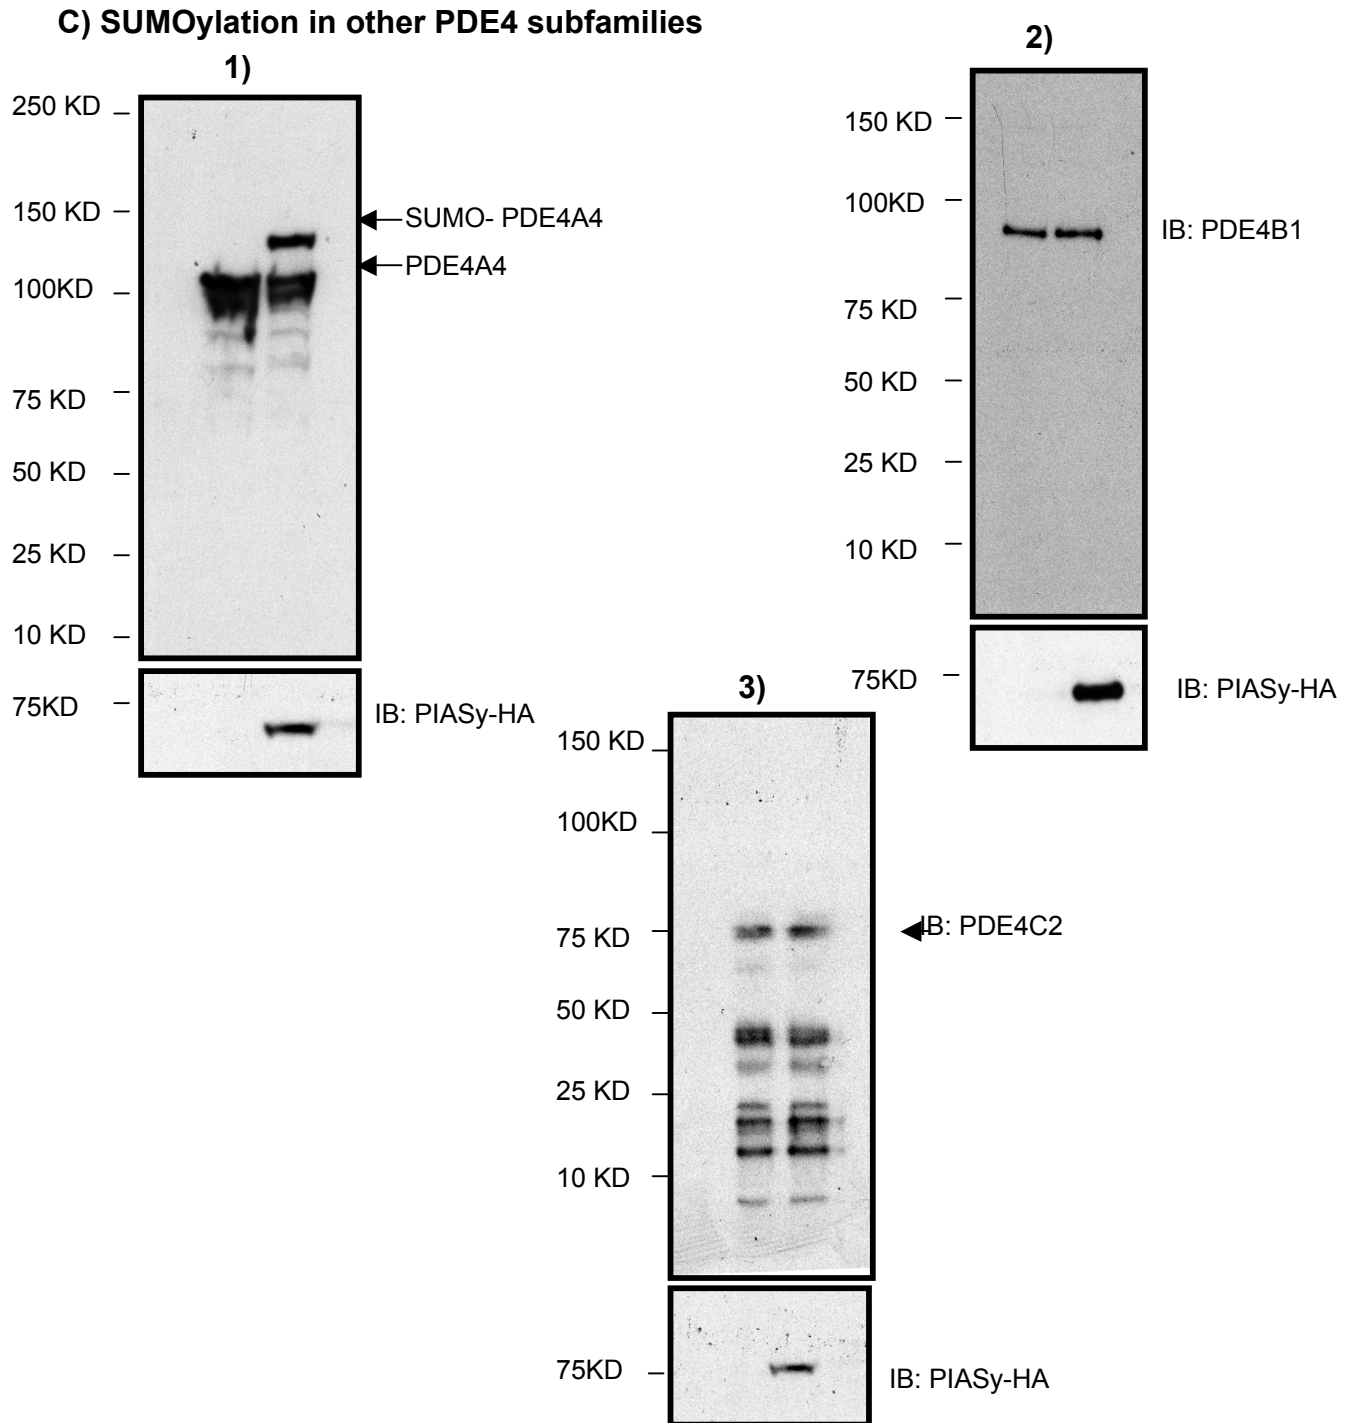 C) SUMOylation in other PDE4 subfamilies
1)
250 KD
150 KD
SUMO- PDE4A4
PDE4A4
100KD
75 KD
50 KD
25 KD
10 KD
75KD
IB: PIASy-HA
2)
150 KD
100KD
IB: PDE4B1
75 KD
50 KD
25 KD
10 KD
75KD
IB: PIASy-HA
3)
150 KD
100KD
75 KD
IB: PDE4C2
50 KD
25 KD
10 KD
75KD
IB: PIASy-HA